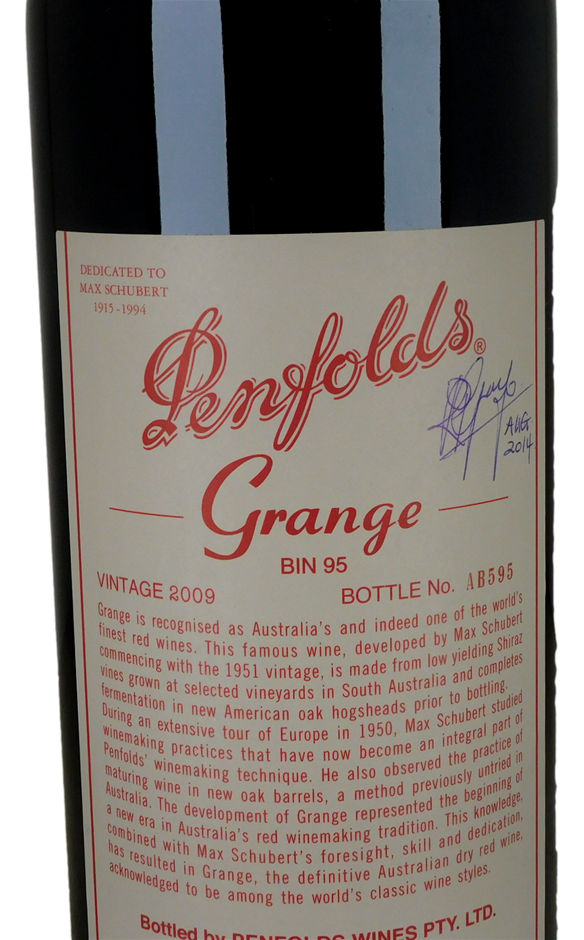 DEDICATED TO
MAX SCHUBERT
1915-1994
Penfolds®
AUG
2014
Grange
BIN 95
VINTAGE 2009 BOTTLE No. AB595
Grange is recognised as Australia's and indeed one of the world's
finest red wines. This famous wine, developed by Max Schubert
commencing with the 1951 vintage, is made from low yielding Shiraz
vines grown at selected vineyards in South Australia and completes
fermentation in new American oak hogsheads prior to bottling.
During an extensive tour of Europe in 1950, Max Schubert studied
winemaking practices that have now become an integral part of
Penfolds' winemaking technique. He also observed the practice of
maturing wine in new oak barrels, a method previously untried in
Australia. The development of Grange represented the beginning of
a new era in Australia's red winemaking tradition. This knowledge,
combined with Max Schubert's foresight, skill and dedication,
has resulted in Grange, the definitive Australian dry red wine,
acknowledged to be among the world's classic wine styles.
Bottled by PENFOLDS WINES PTY. LTD.